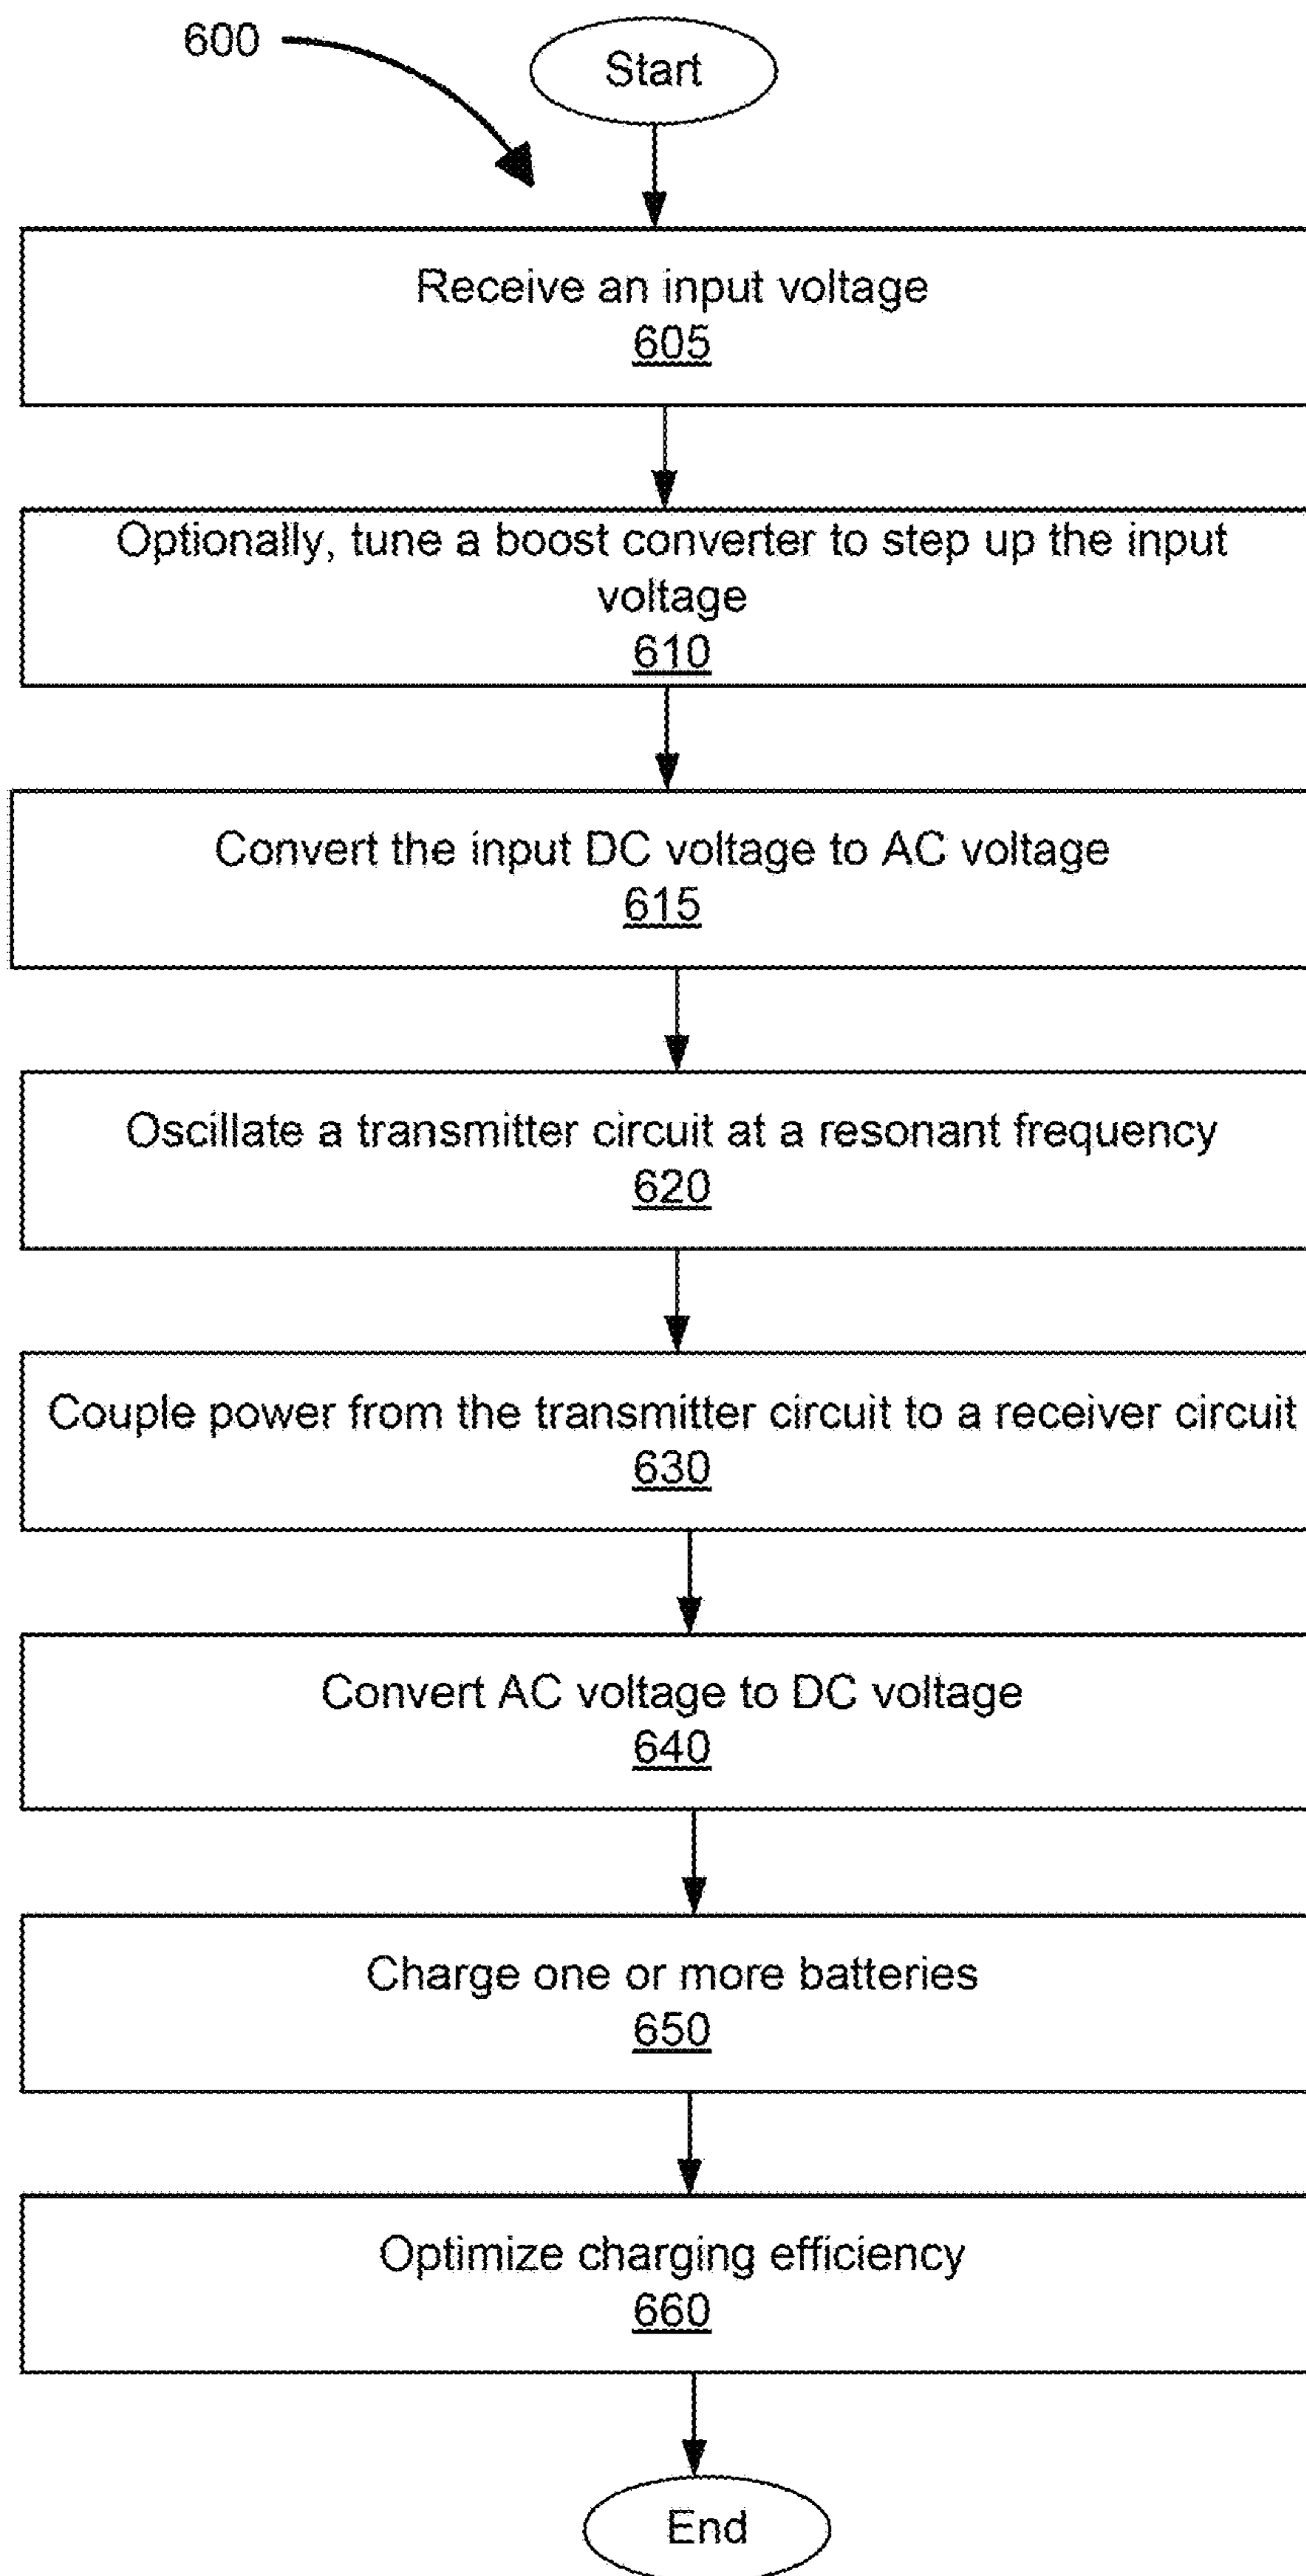 600
Start
Receive an input voltage
605
Optionally, tune a boost converter to step up the input
voltage
610
Convert the input DC voltage to AC voltage
615
Oscillate a transmitter circuit at a resonant frequency
620
Couple power from the transmitter circuit to a receiver circuit
630
Convert AC voltage to DC voltage
640
Charge one or more batteries
650
Optimize charging efficiency
660
End